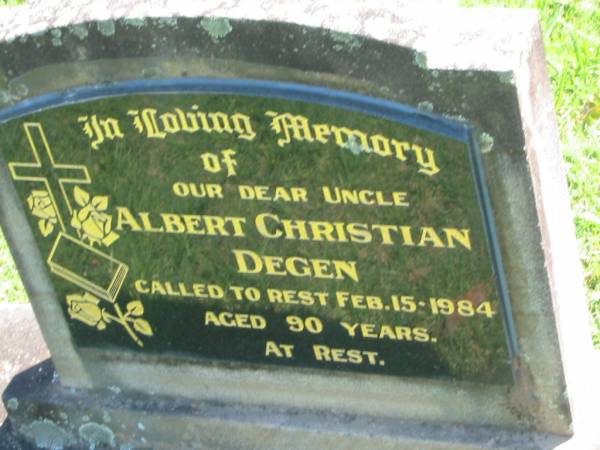 In Loving Memory
of
OUR DEAR UNCLE
ALBERT CHRISTIAN
DEGEN
CALLED TO REST FEB. 15 · 1984
AGED 90 YEARS.
AT REST.